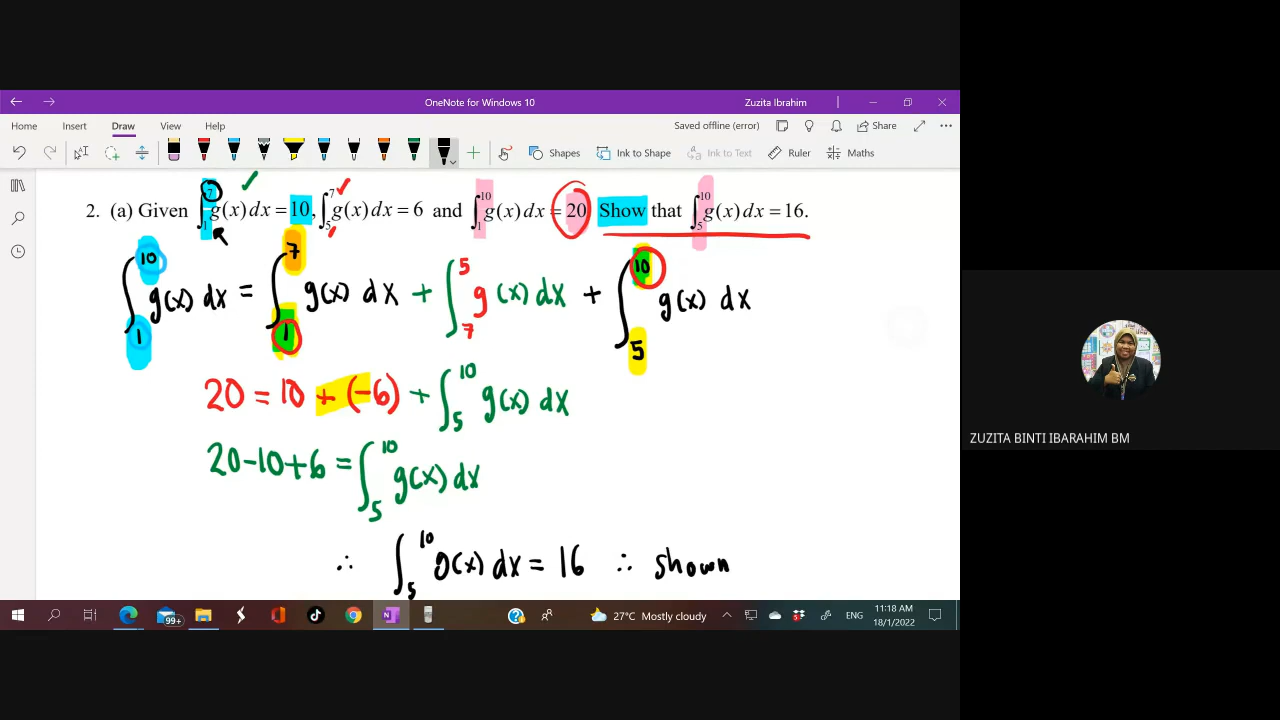 OneNote for Windows 10
Zuzita Ibrahim
Home Insert Draw View Help
Saved offline (error) Share
Shapes Ink to Shape Ink to Text Ruler Maths
2. (a) Given ∫₁⁷ g(x) dx = 10, ∫₅⁷ g(x) dx = 6 and ∫₁¹⁰ g(x) dx = 20 Show that ∫₅¹⁰ g(x) dx = 16.
∫₁¹⁰ g(x) dx = ∫₁⁷ g(x) dx + ∫₇⁵ g(x) dx + ∫₅¹⁰ g(x) dx
20 = 10 + (-6) + ∫₅¹⁰ g(x) dx
20-10+6 = ∫₅¹⁰ g(x) dx
∴ ∫₅¹⁰ g(x) dx = 16 ∴ shown
ZUZITA BINTI IBARAHIM BM
99+
27°C Mostly cloudy
ENG
11:18 AM
18/1/2022